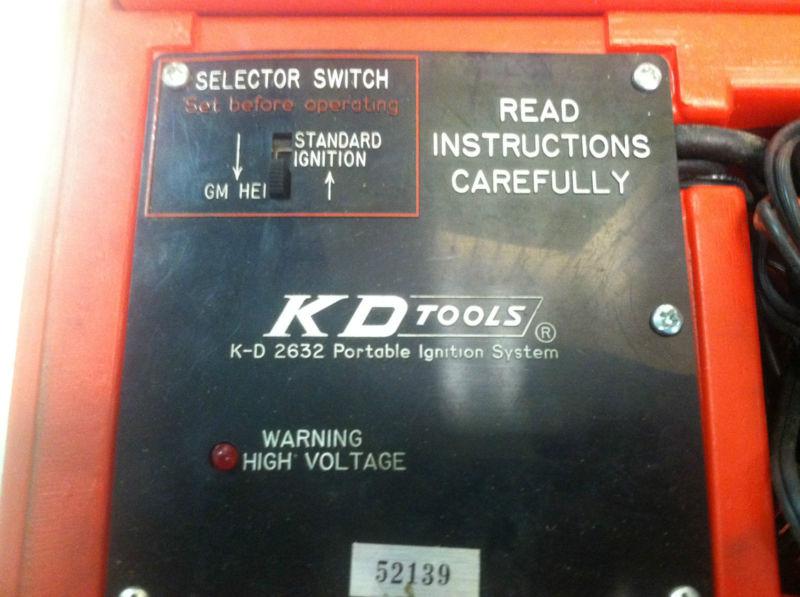 SELECTOR SWITCH
Set before operating
STANDARD
IGNITION
GM HEI
READ
INSTRUCTIONS
CAREFULLY
KD TOOLS ®
K-D 2632 Portable Ignition System
WARNING
HIGH VOLTAGE
52139